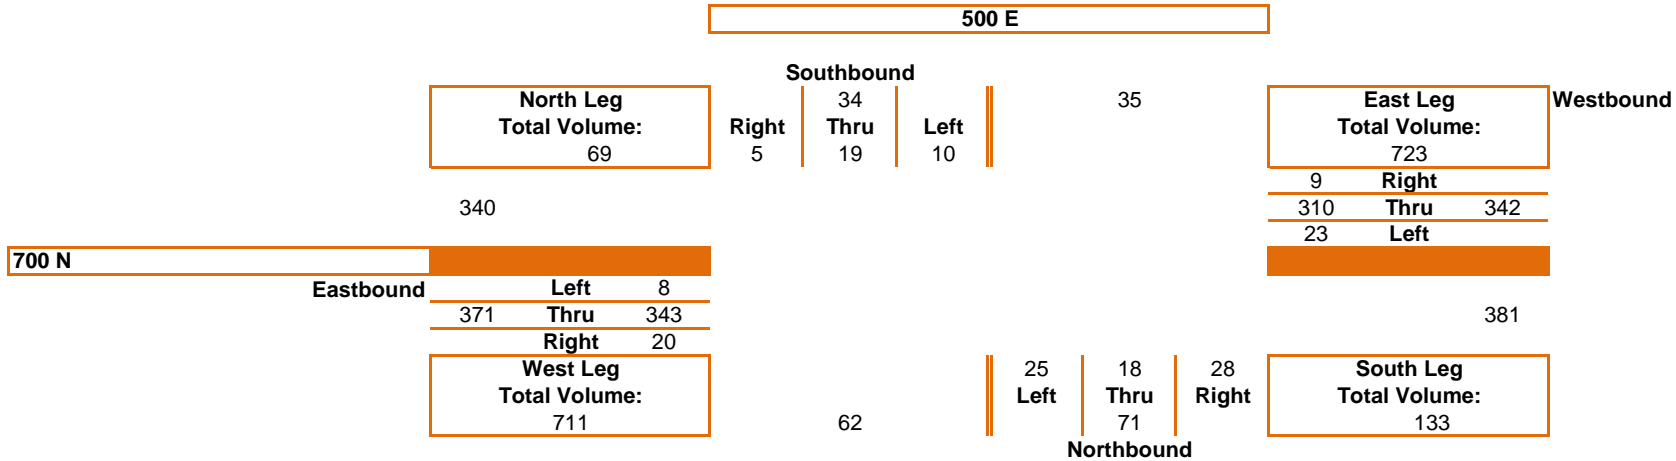 500 E
Southbound
North Leg 34 35 East Leg Westbound
Total Volume: Right Thru Left Total Volume:
69 5 19 10 723
9 Right
340 310 Thru 342
23 Left
700 N
Eastbound Left 8
371 Thru 343 381
Right 20
West Leg 25 18 28 South Leg
Total Volume: Left Thru Right Total Volume:
711 62 71 133
Northbound